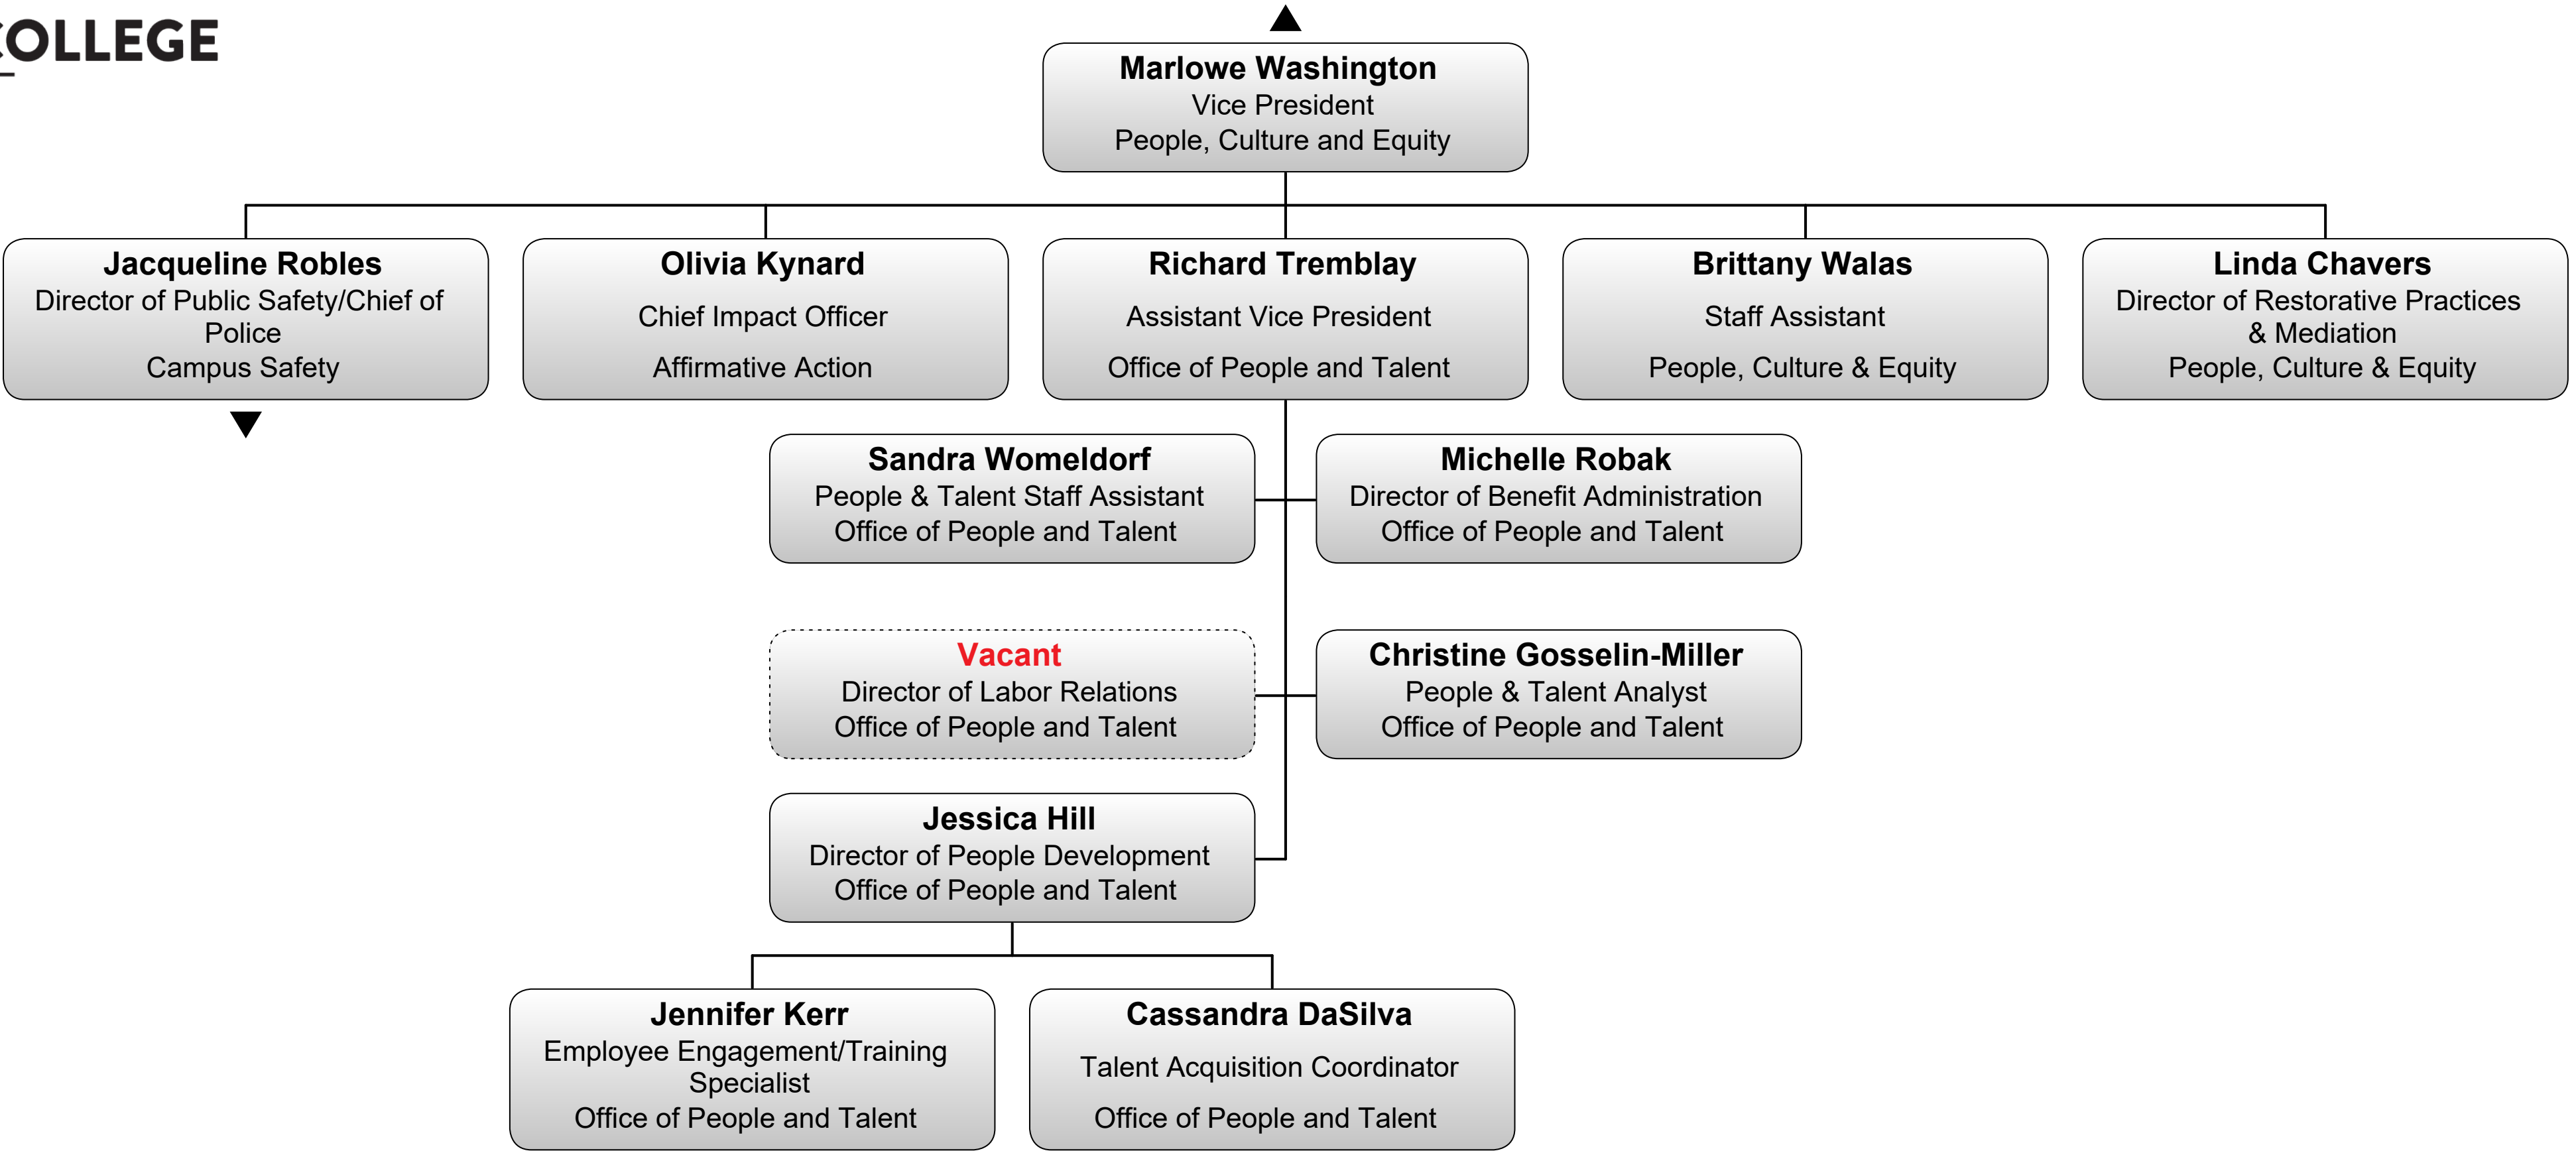 COLLEGE
Marlowe Washington
Vice President
People, Culture and Equity
Jacqueline Robles
Director of Public Safety/Chief of
Police
Campus Safety
Olivia Kynard
Chief Impact Officer
Affirmative Action
Richard Tremblay
Assistant Vice President
Office of People and Talent
Brittany Walas
Staff Assistant
People, Culture & Equity
Linda Chavers
Director of Restorative Practices
& Mediation
People, Culture & Equity
Sandra Womeldorf
People & Talent Staff Assistant
Office of People and Talent
Michelle Robak
Director of Benefit Administration
Office of People and Talent
Vacant
Director of Labor Relations
Office of People and Talent
Christine Gosselin-Miller
People & Talent Analyst
Office of People and Talent
Jessica Hill
Director of People Development
Office of People and Talent
Jennifer Kerr
Employee Engagement/Training
Specialist
Office of People and Talent
Cassandra DaSilva
Talent Acquisition Coordinator
Office of People and Talent